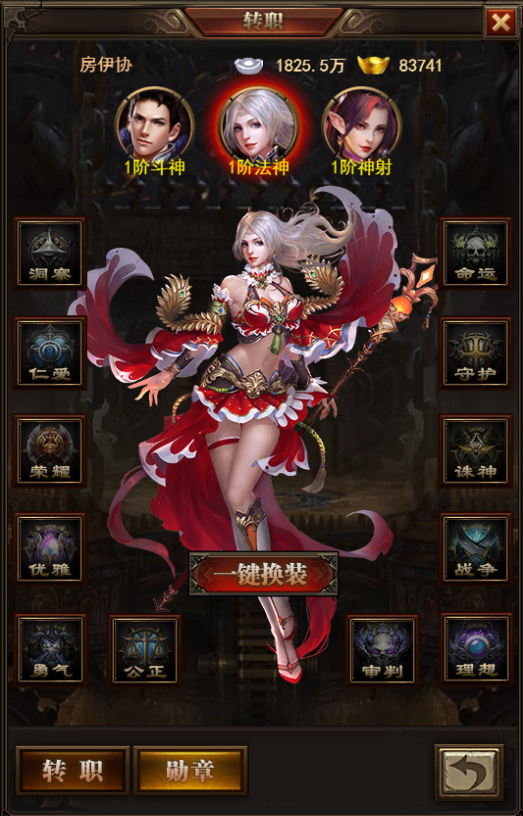 转职
房伊协
1825.5万
83741
1阶斗神
1阶法神
1阶神射
洞察
命运
仁爱
守护
荣耀
诛神
优雅
战争
一键换装
勇气
公正
审判
理想
转职
勋章